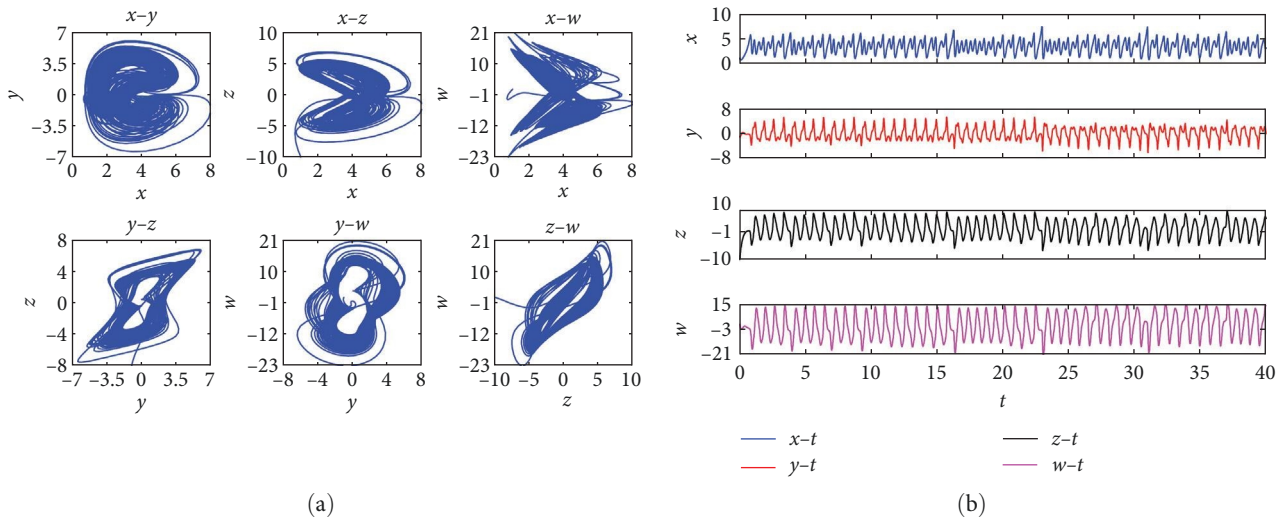 x–y
7
3.5
0
–3.5
–7
0 2 4 6 8
y
x
x–z
10
5
0
–5
–10
0 2 4 6 8
z
x
x–w
21
10
–1
–12
–23
0 2 4 6 8
w
x
y–z
8
4
0
–4
–8
–7 –3.5 0 3.5 7
z
y
y–w
21
10
–1
–12
–23
–8 –4 0 4 8
w
y
z–w
21
10
–1
–12
–23
–10 –5 0 5 10
w
z
(a)
10
5
0
x
8
0
–8
y
10
–1
–10
z
15
–3
–21
w
0 5 10 15 20 25 30 35 40
t
x–t
y–t
z–t
w–t
(b)